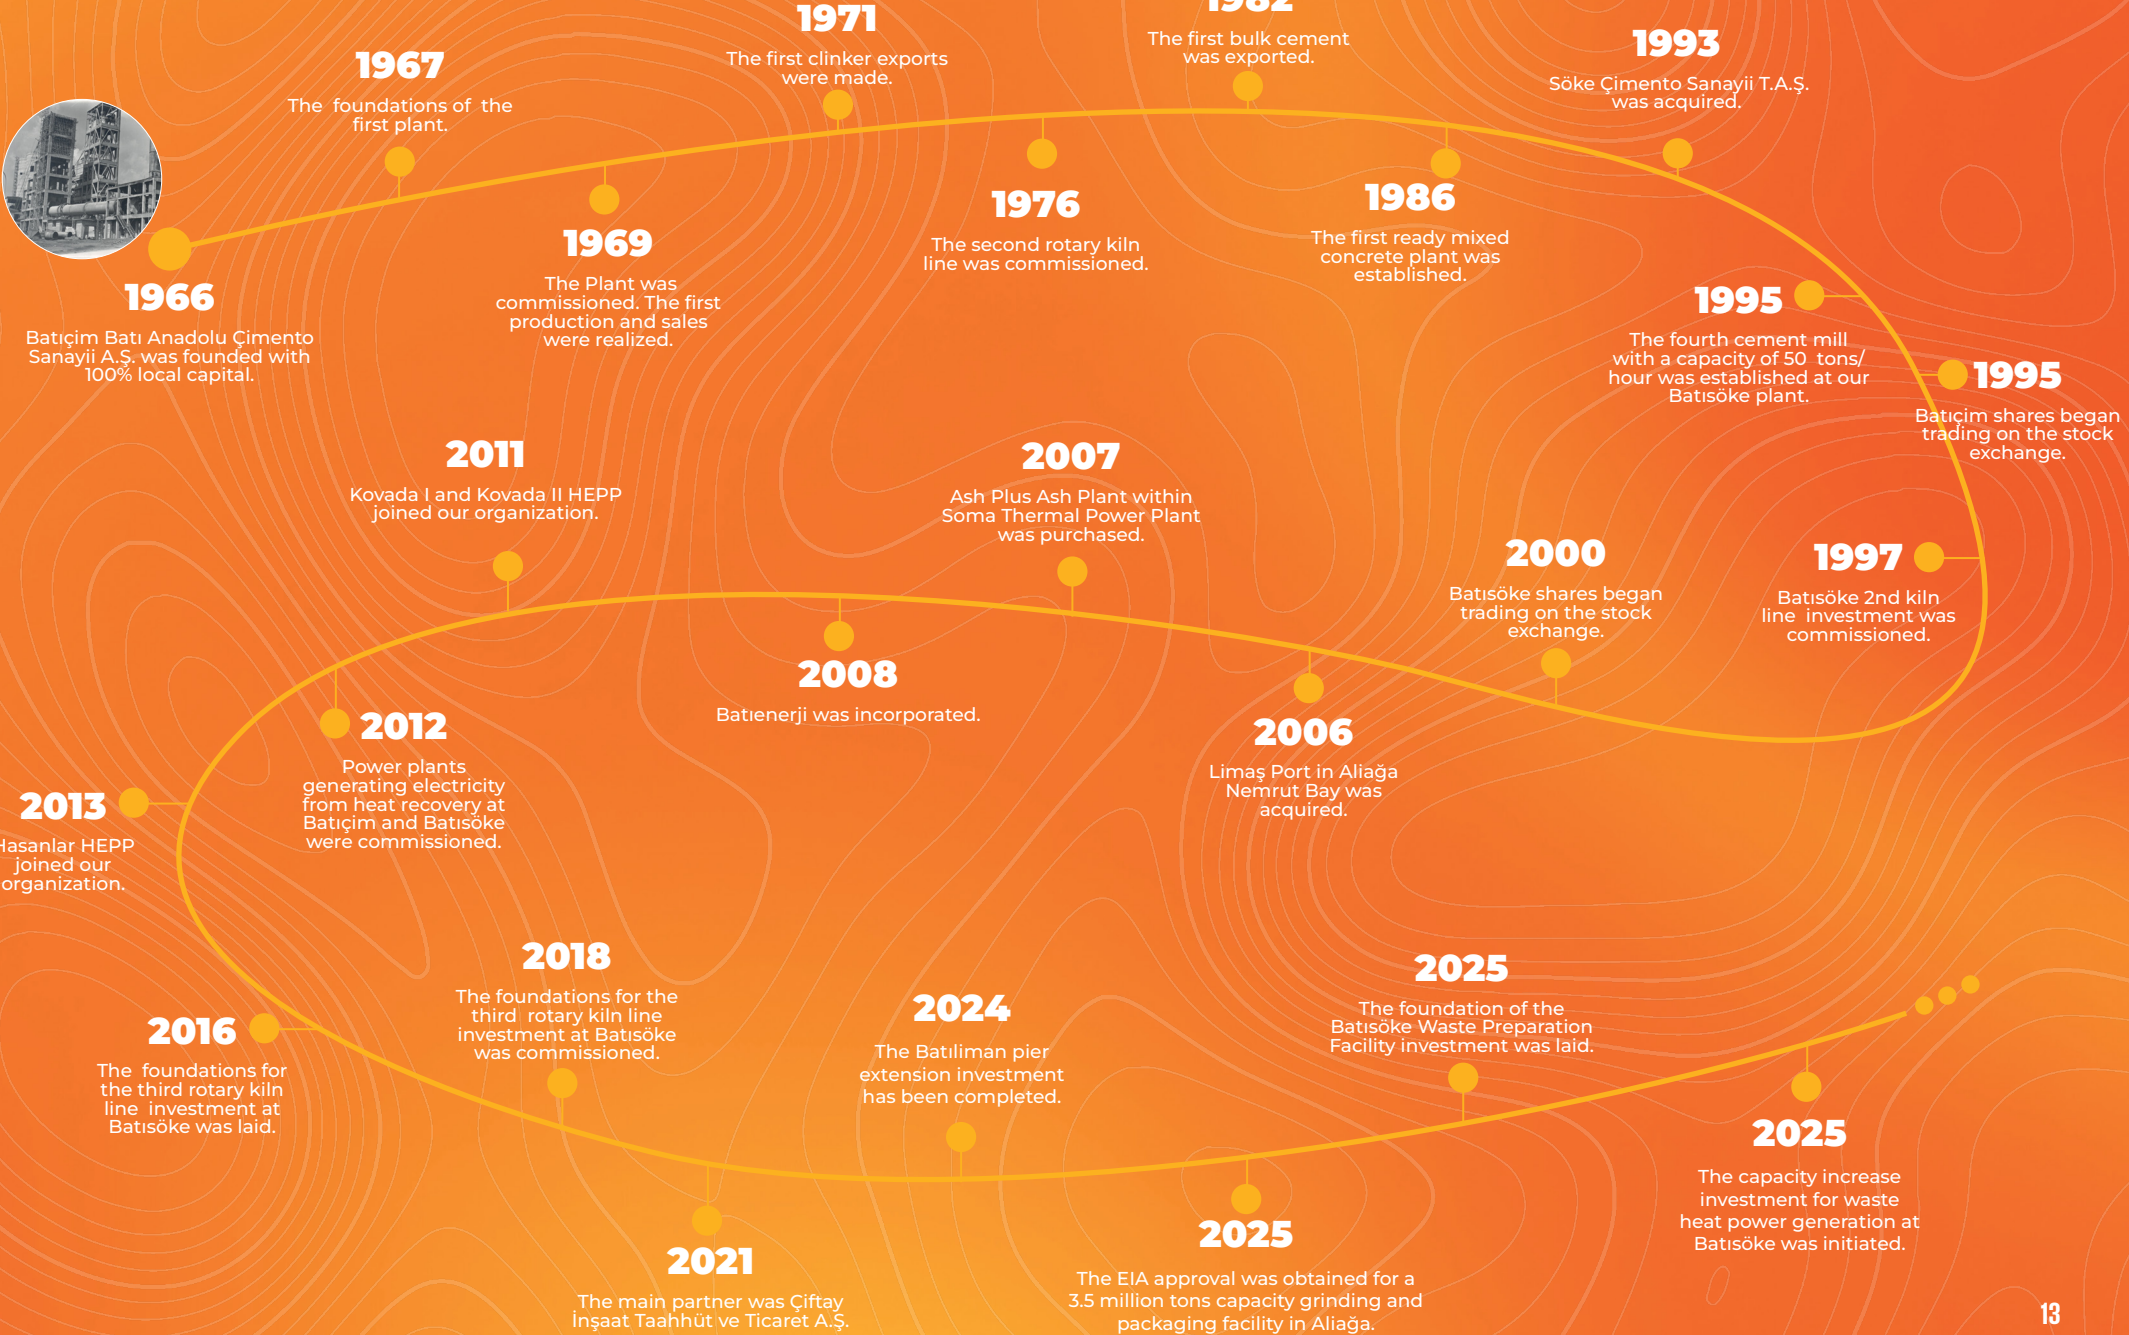 1966
Batıçim Batı Anadolu Çimento
Sanayii A.Ş. was founded with
100% local capital.
1967
The foundations of the
first plant.
1969
The Plant was
commissioned. The first
production and sales
were realized.
1971
The first clinker exports
were made.
1976
The second rotary kiln
line was commissioned.
1982
The first bulk cement
was exported.
1986
The first ready mixed
concrete plant was
established.
1993
Söke Çimento Sanayii T.A.Ş.
was acquired.
1995
The fourth cement mill
with a capacity of 50 tons/
hour was established at our
Batısöke plant.
1995
Batıçim shares began
trading on the stock
exchange.
1997
Batısöke 2nd kiln
line investment was
commissioned.
2000
Batısöke shares began
trading on the stock
exchange.
2006
Limaş Port in Aliağa
Nemrut Bay was
acquired.
2007
Ash Plus Ash Plant within
Soma Thermal Power Plant
was purchased.
2008
Batıenerji was incorporated.
2011
Kovada I and Kovada II HEPP
joined our organization.
2012
Power plants
generating electricity
from heat recovery at
Batıçim and Batısöke
were commissioned.
2013
Hasanlar HEPP
joined our
organization.
2016
The foundations for
the third rotary kiln
line investment at
Batısöke was laid.
2018
The foundations for the
third rotary kiln line
investment at Batısöke
was commissioned.
2021
The main partner was Çiftay
İnşaat Taahhüt ve Ticaret A.Ş.
2024
The Batıliman pier
extension investment
has been completed.
2025
The EIA approval was obtained for a
3.5 million tons capacity grinding and
packaging facility in Aliağa.
2025
The foundation of the
Batısöke Waste Preparation
Facility investment was laid.
2025
The capacity increase
investment for waste
heat power generation at
Batısöke was initiated.
13